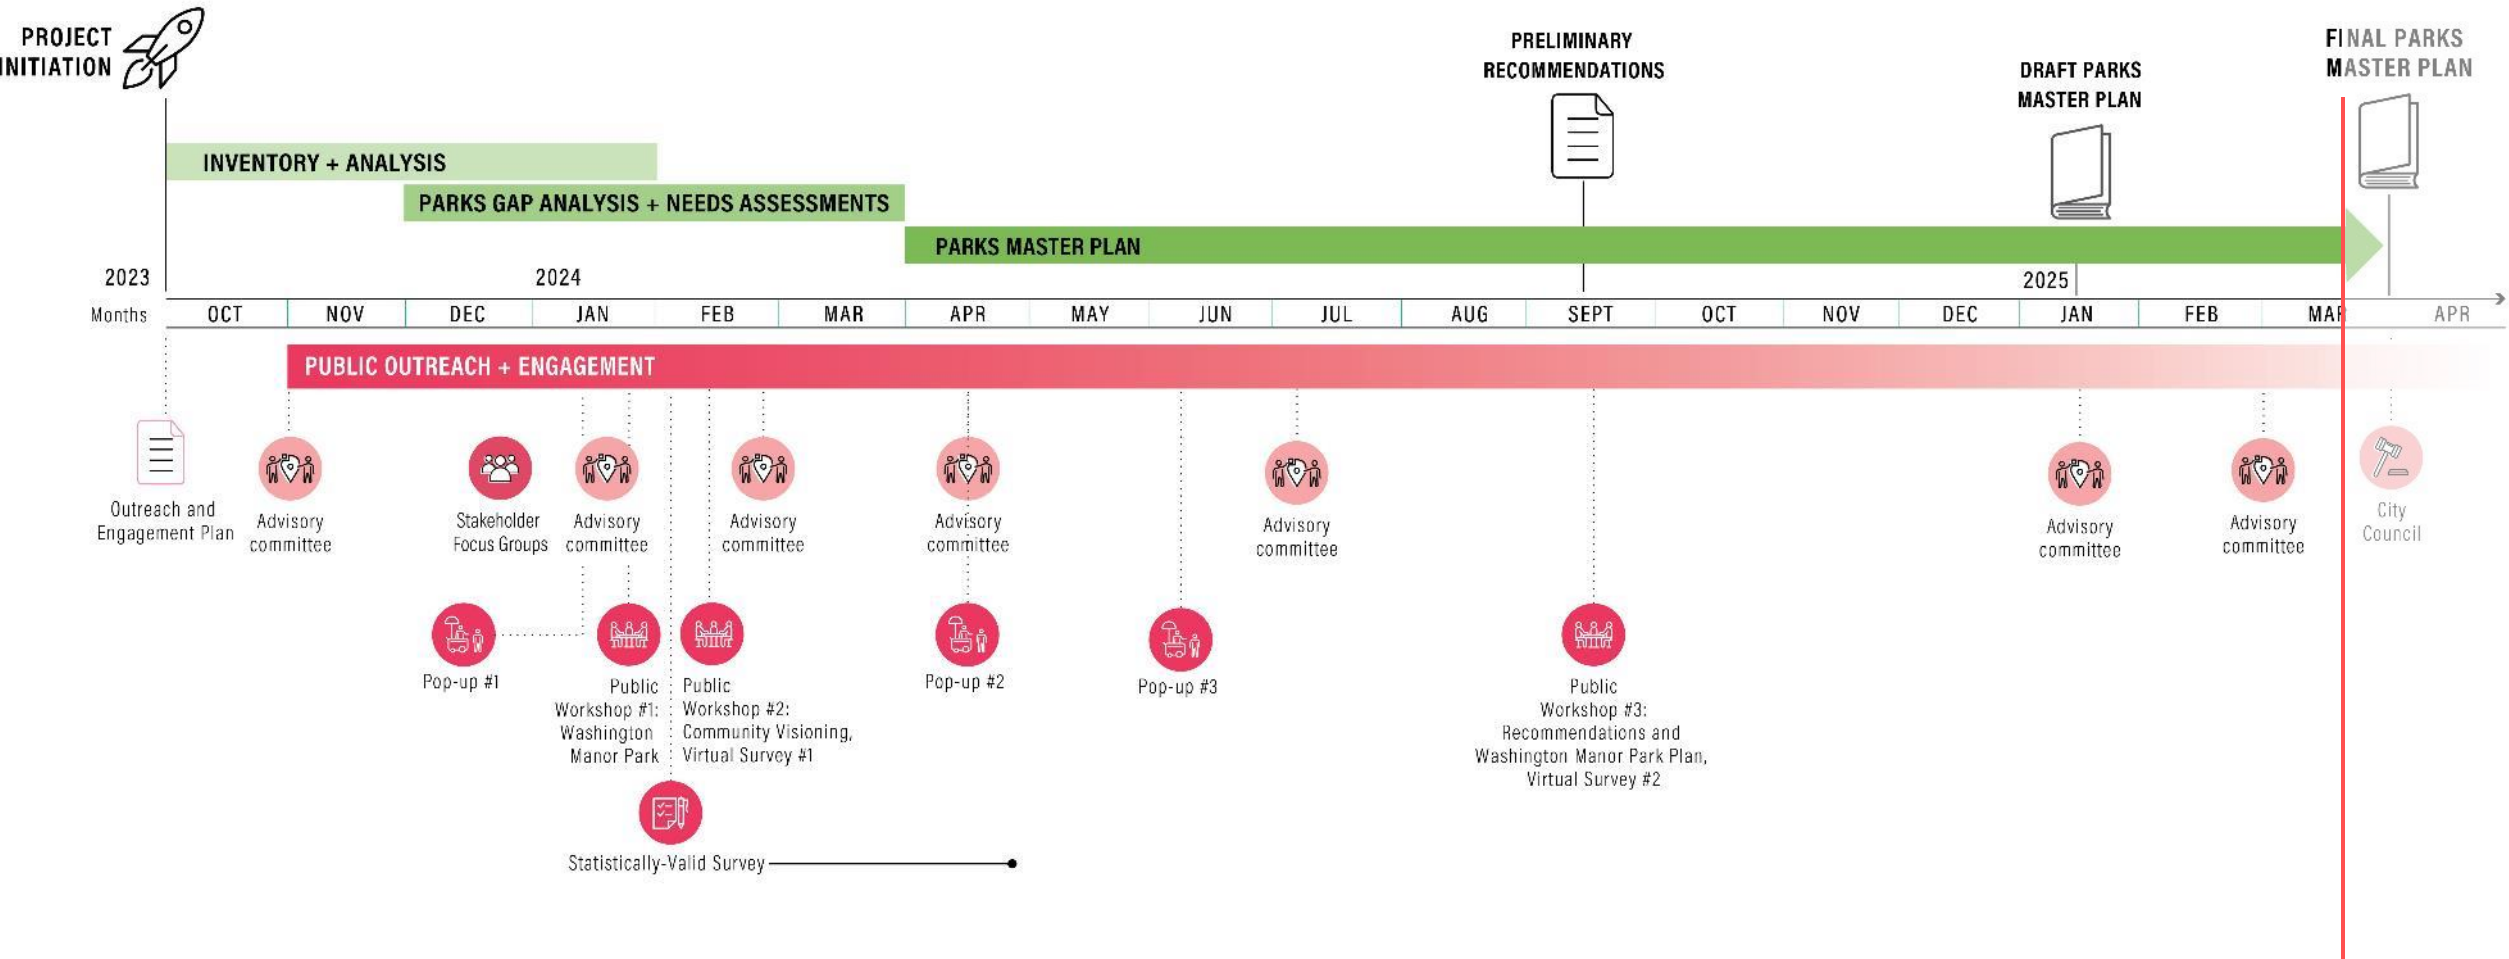 PROJECT
INITIATION
PRELIMINARY
RECOMMENDATIONS
DRAFT PARKS
MASTER PLAN
FINAL PARKS
MASTER PLAN
INVENTORY + ANALYSIS
PARKS GAP ANALYSIS + NEEDS ASSESSMENTS
PARKS MASTER PLAN
2023
2024
2025
Months
OCT
NOV
DEC
JAN
FEB
MAR
APR
MAY
JUN
JUL
AUG
SEPT
OCT
NOV
DEC
JAN
FEB
MAR
APR
PUBLIC OUTREACH + ENGAGEMENT
Outreach and
Engagement Plan
Advisory
committee
Stakeholder
Focus Groups
Advisory
committee
Advisory
committee
Advisory
committee
Advisory
committee
Advisory
committee
Advisory
committee
City
Council
Pop-up #1
Public
Workshop #1:
Washington
Manor Park
Public
Workshop #2:
Community Visioning,
Virtual Survey #1
Pop-up #2
Pop-up #3
Public
Workshop #3:
Recommendations and
Washington Manor Park Plan,
Virtual Survey #2
Statistically-Valid Survey